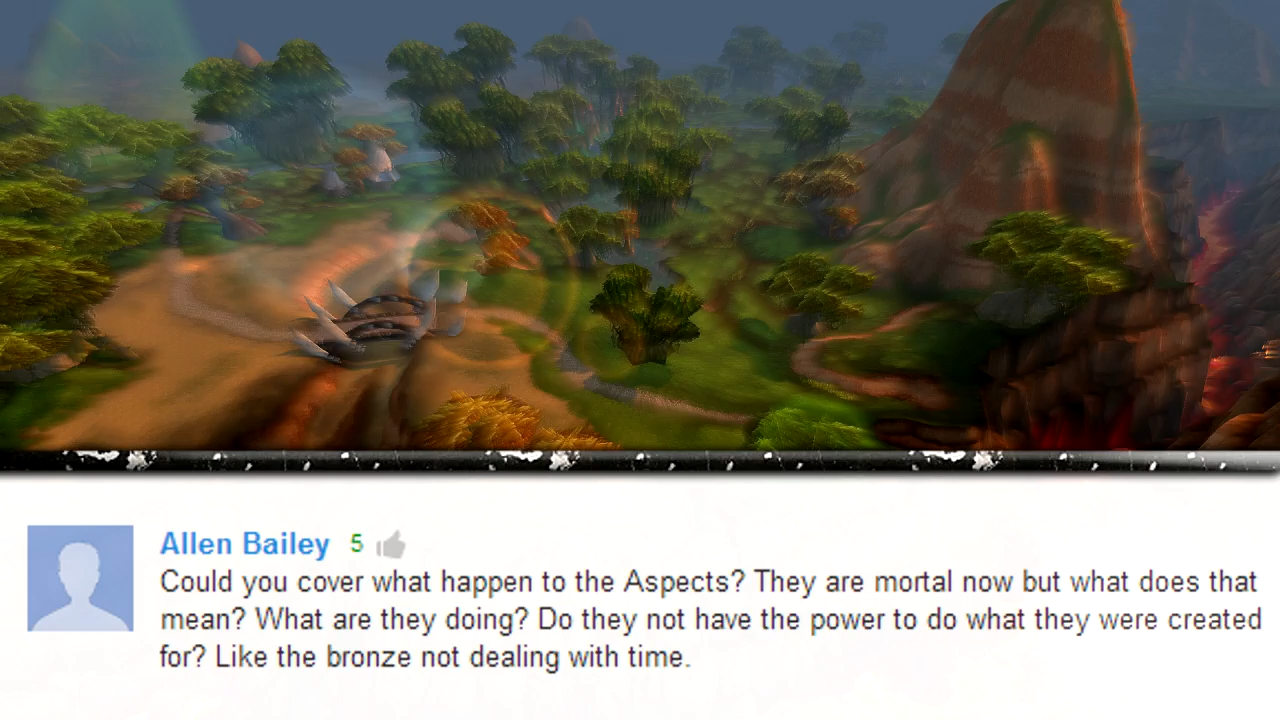 Allen Bailey 5
Could you cover what happen to the Aspects? They are mortal now but what does that
mean? What are they doing? Do they not have the power to do what they were created
for? Like the bronze not dealing with time.